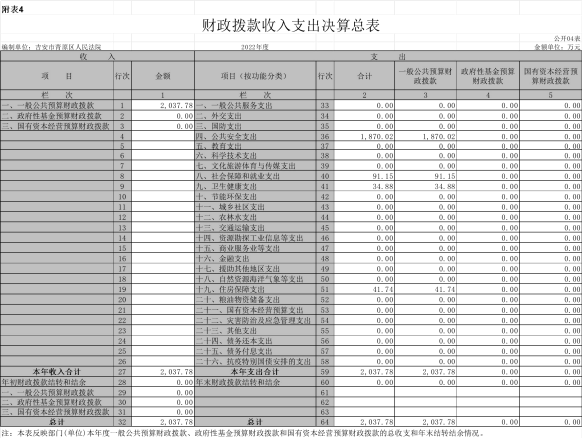 附表4
财政拨款收入支出决算总表
公开04表
编制单位：吉安市青原区人民法院 2022年度 金额单位：万元
收 入 支 出
项 目 行次 金额 项目（按功能分类） 行次 合计 一般公共预算财政拨款 政府性基金预算财政拨款 国有资本经营预算财政拨款
栏 次 1 栏 次 2 3 4 5
一、一般公共预算财政拨款 1 2,037.78 一、一般公共服务支出 33 0.00 0.00 0.00 0.00
二、政府性基金预算财政拨款 2 0.00 二、外交支出 34 0.00 0.00 0.00 0.00
三、国有资本经营预算财政拨款 3 0.00 三、国防支出 35 0.00 0.00 0.00 0.00
4 四、公共安全支出 36 1,870.02 1,870.02 0.00 0.00
5 五、教育支出 37 0.00 0.00 0.00 0.00
6 六、科学技术支出 38 0.00 0.00 0.00 0.00
7 七、文化旅游体育与传媒支出 39 0.00 0.00 0.00 0.00
8 八、社会保障和就业支出 40 91.15 91.15 0.00 0.00
9 九、卫生健康支出 41 34.88 34.88 0.00 0.00
10 十、节能环保支出 42 0.00 0.00 0.00 0.00
11 十一、城乡社区支出 43 0.00 0.00 0.00 0.00
12 十二、农林水支出 44 0.00 0.00 0.00 0.00
13 十三、交通运输支出 45 0.00 0.00 0.00 0.00
14 十四、资源勘探工业信息等支出 46 0.00 0.00 0.00 0.00
15 十五、商业服务业等支出 47 0.00 0.00 0.00 0.00
16 十六、金融支出 48 0.00 0.00 0.00 0.00
17 十七、援助其他地区支出 49 0.00 0.00 0.00 0.00
18 十八、自然资源海洋气象等支出 50 0.00 0.00 0.00 0.00
19 十九、住房保障支出 51 41.74 41.74 0.00 0.00
20 二十、粮油物资储备支出 52 0.00 0.00 0.00 0.00
21 二十一、国有资本经营预算支出 53 0.00 0.00 0.00 0.00
22 二十二、灾害防治及应急管理支出 54 0.00 0.00 0.00 0.00
23 二十三、其他支出 55 0.00 0.00 0.00 0.00
24 二十四、债务还本支出 56 0.00 0.00 0.00 0.00
25 二十五、债务付息支出 57 0.00 0.00 0.00 0.00
26 二十六、抗疫特别国债安排的支出 58 0.00 0.00 0.00 0.00
本年收入合计 27 2,037.78 本年支出合计 59 2,037.78 2,037.78 0.00 0.00
年初财政拨款结转和结余 28 0.00 年末财政拨款结转和结余 60 0.00 0.00 0.00 0.00
一、一般公共预算财政拨款 29 0.00 61
二、政府性基金预算财政拨款 30 0.00 62
三、国有资本经营预算财政拨款 31 0.00 63
总计 32 2,037.78 总计 64 2,037.78 2,037.78 0.00 0.00
注：本表反映部门(单位)本年度一般公共预算财政拨款、政府性基金预算财政拨款和国有资本经营预算财政拨款的总收支和年末结转结余情况。